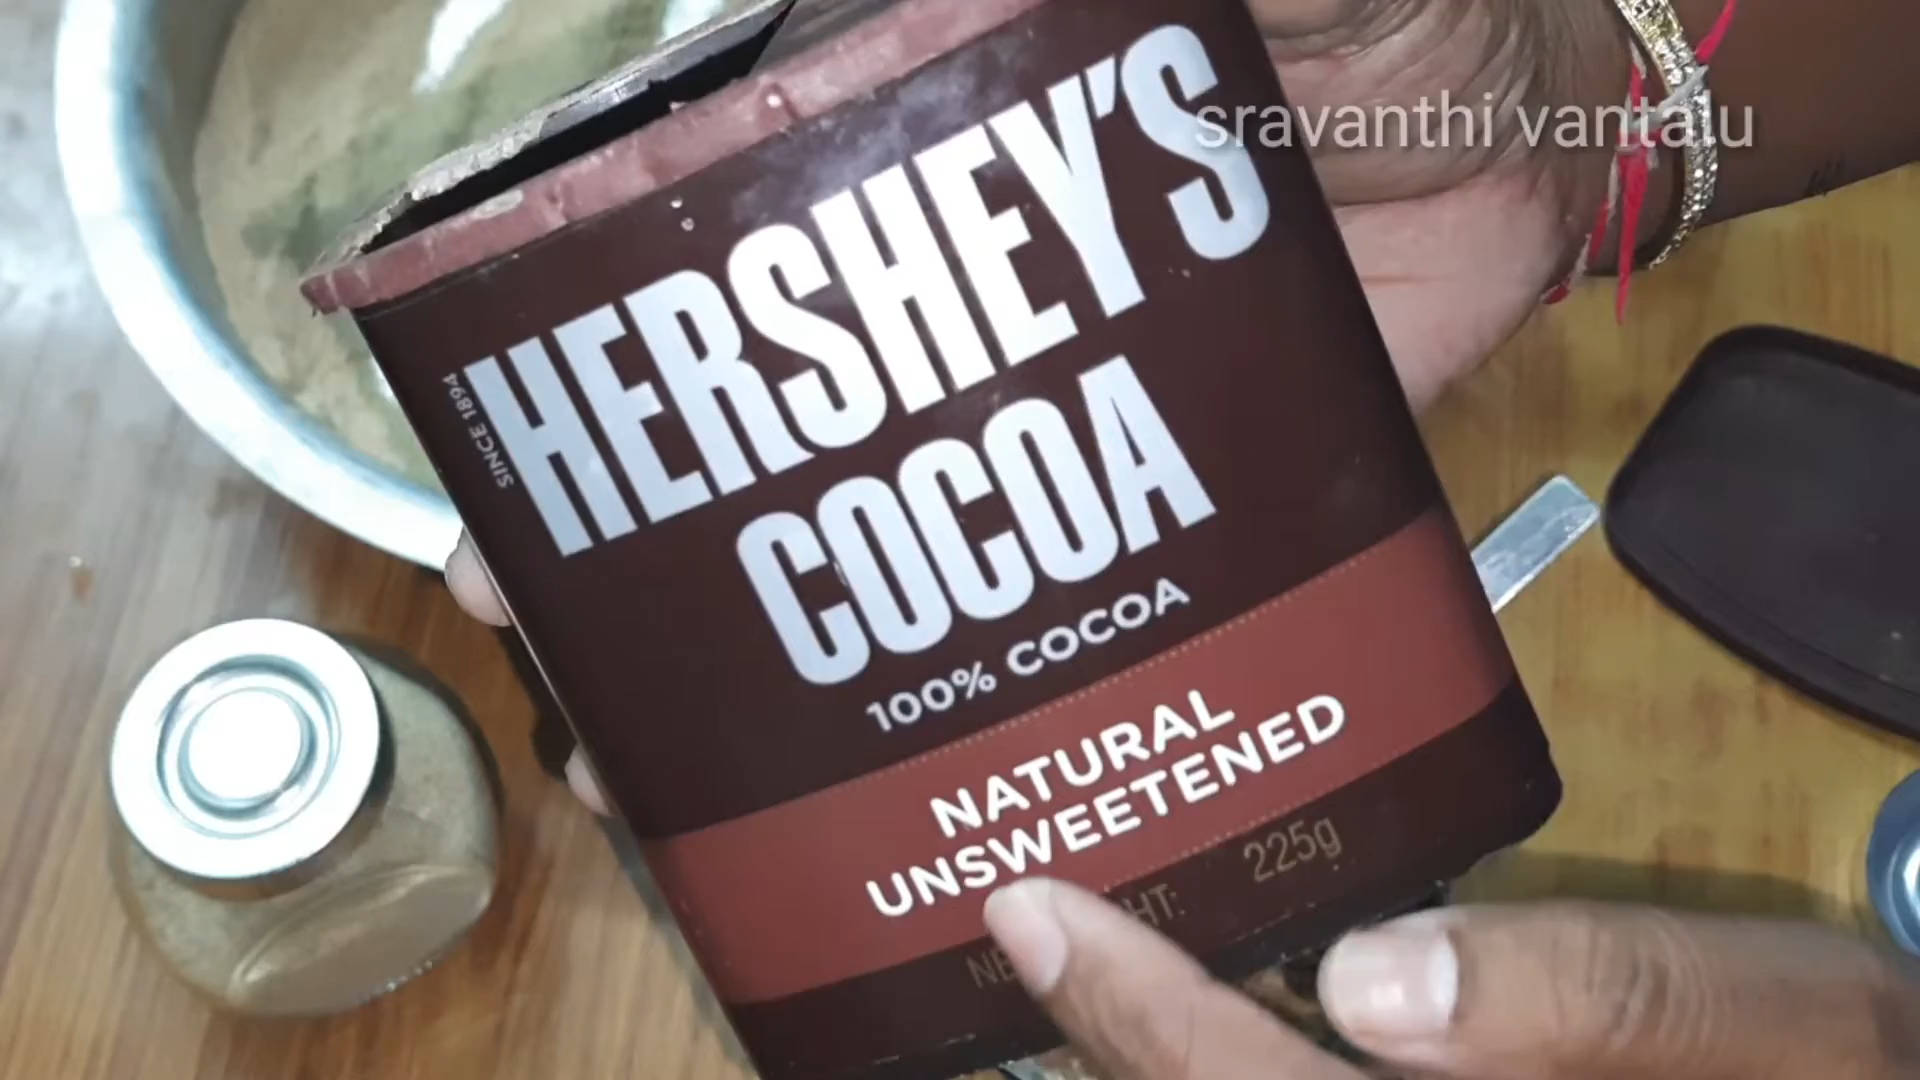 sravanthi vantalu
SINCE 1894
HERSHEY'S
COCOA
100% COCOA
NATURAL
UNSWEETENED
225g